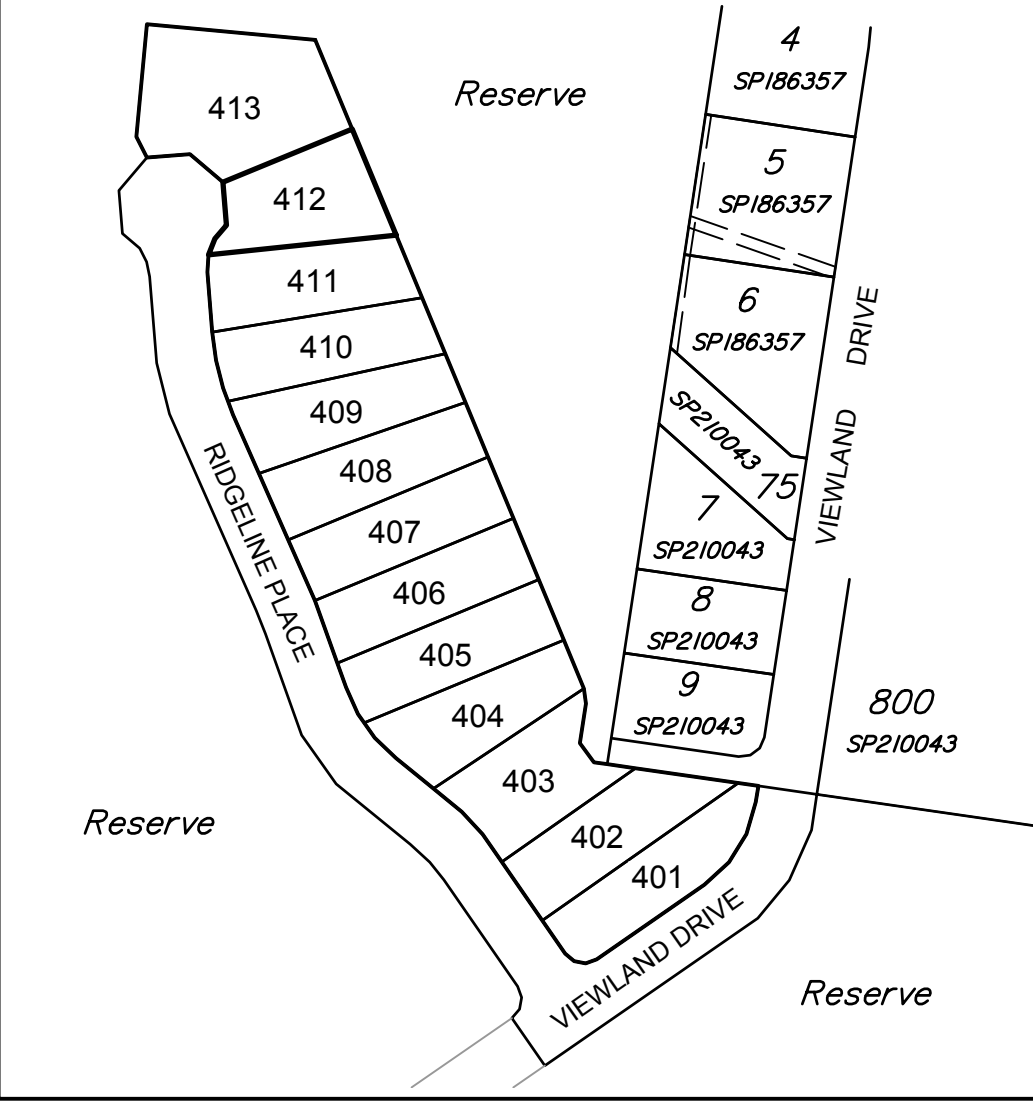 4
SP186357
Reserve
413
5
SP186357
412
411
6
SP186357
DRIVE
410
409
SP210043
75
VIEWLAND
408
RIDGELINE PLACE
407
7
SP210043
406
8
SP210043
405
9
SP210043
404
800
SP210043
403
Reserve
402
401
VIEWLAND DRIVE
Reserve